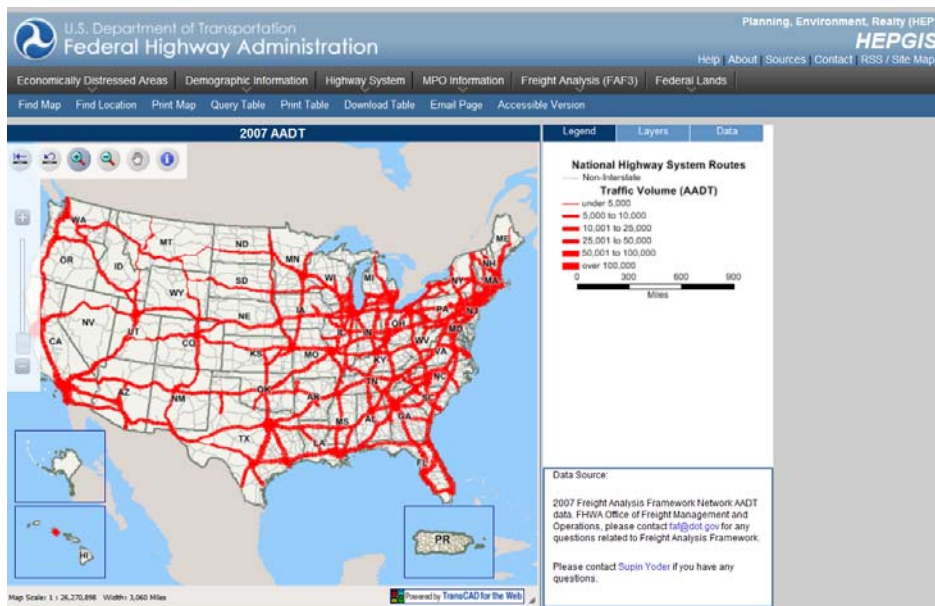 U.S. Department of Transportation
Federal Highway Administration
Planning, Environment, Realty (HEP
HEPGIS
Help | About | Sources | Contact | RSS / Site Map
Economically Distressed Areas | Demographic Information | Highway System | MPO Information | Freight Analysis (FAF3) | Federal Lands
Find Map Find Location Print Map Query Table Print Table Download Table Email Page Accessible Version
2007 AADT
Legend Layers Data
National Highway System Routes
Non-Interstate
Traffic Volume (AADT)
under 5,000
5,000 to 10,000
10,001 to 25,000
25,001 to 50,000
50,001 to 100,000
over 100,000
0 300 600 900
Miles
WA
MT
ND
MN
ME
OR
ID
WI
MI
NH
SD
NY
MA
WY
IA
PA
NJ
NE
OH
NV
UT
IL
IN
MD
CA
CO
WV
KS
MO
KY
VA
NC
TN
AZ
NM
OK
AR
SC
MS
AL
GA
TX
LA
FL
HI
PR
Data Source:
2007 Freight Analysis Framework Network AADT
data. FHWA Office of Freight Management and
Operations, please contact faf@dot.gov for any
questions related to Freight Analysis Framework.
Please contact Supin Yoder if you have any
questions.
Map Scale: 1 : 26,270,898 Width: 3,060 Miles
Powered by TransCAD for the Web